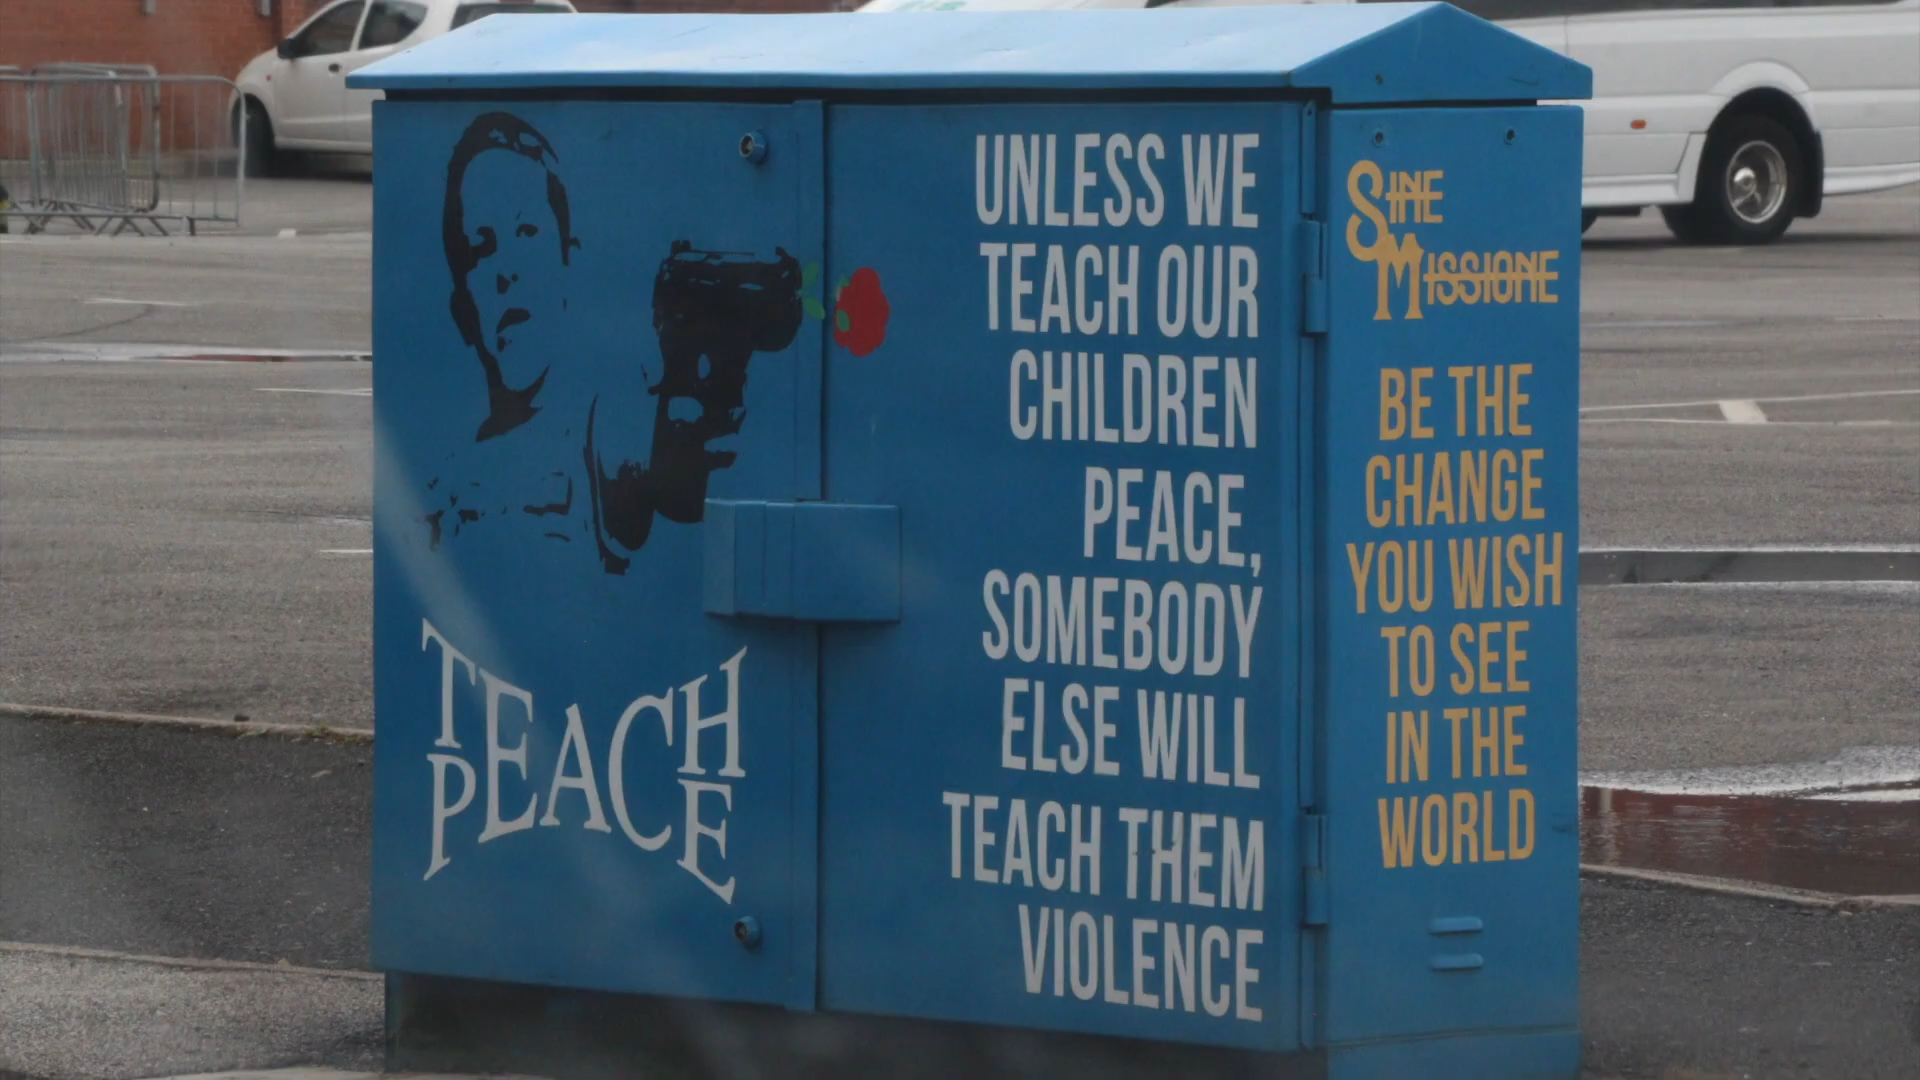 TEACH
PEACE
UNLESS WE
TEACH OUR
CHILDREN
PEACE,
SOMEBODY
ELSE WILL
TEACH THEM
VIOLENCE
SINE
MISSIONE
BE THE
CHANGE
YOU WISH
TO SEE
IN THE
WORLD